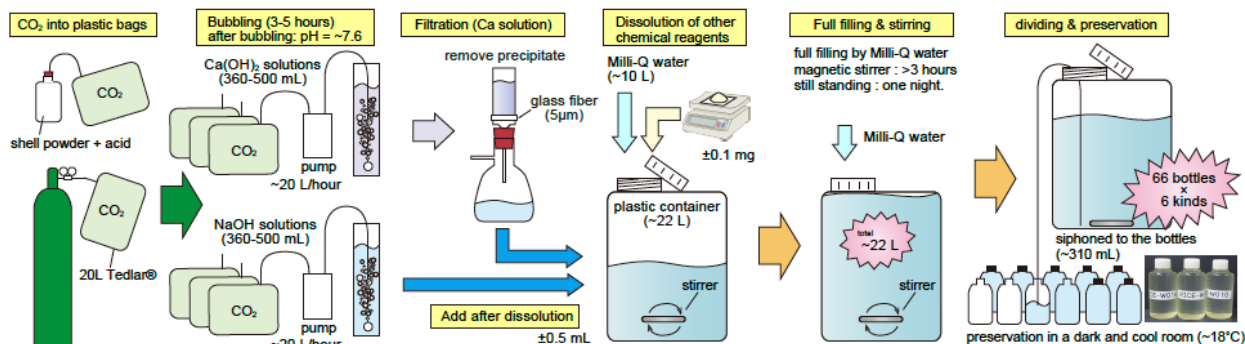 CO₂ into plastic bags
CO₂
shell powder + acid
CO₂
20L Tedlar®
Bubbling (3-5 hours)
after bubbling: pH = ~7.6
Ca(OH)₂ solutions
(360-500 mL)
CO₂
pump
~20 L/hour
NaOH solutions
(360-500 mL)
CO₂
pump
~20 L/hour
Filtration (Ca solution)
remove precipitate
glass fiber
(5μm)
Add after dissolution
±0.5 mL
Dissolution of other
chemical reagents
Milli-Q water
(~10 L)
±0.1 mg
plastic container
(~22 L)
stirrer
Full filling & stirring
full filling by Milli-Q water
magnetic stirrer : >3 hours
still standing : one night.
Milli-Q water
total
~22 L
stirrer
dividing & preservation
66 bottles
×
6 kinds
siphoned to the bottles
(~310 mL)
preservation in a dark and cool room (~18°C)